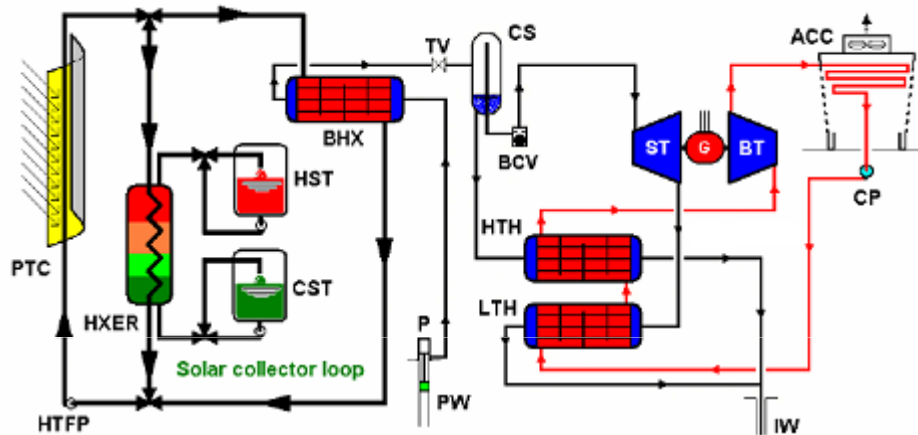 CS
ACC
TV
BHX
BCV
ST
G
BT
CP
HST
HTH
PTC
CST
LTH
HXER
P
Solar collector loop
PW
HTFP
IW